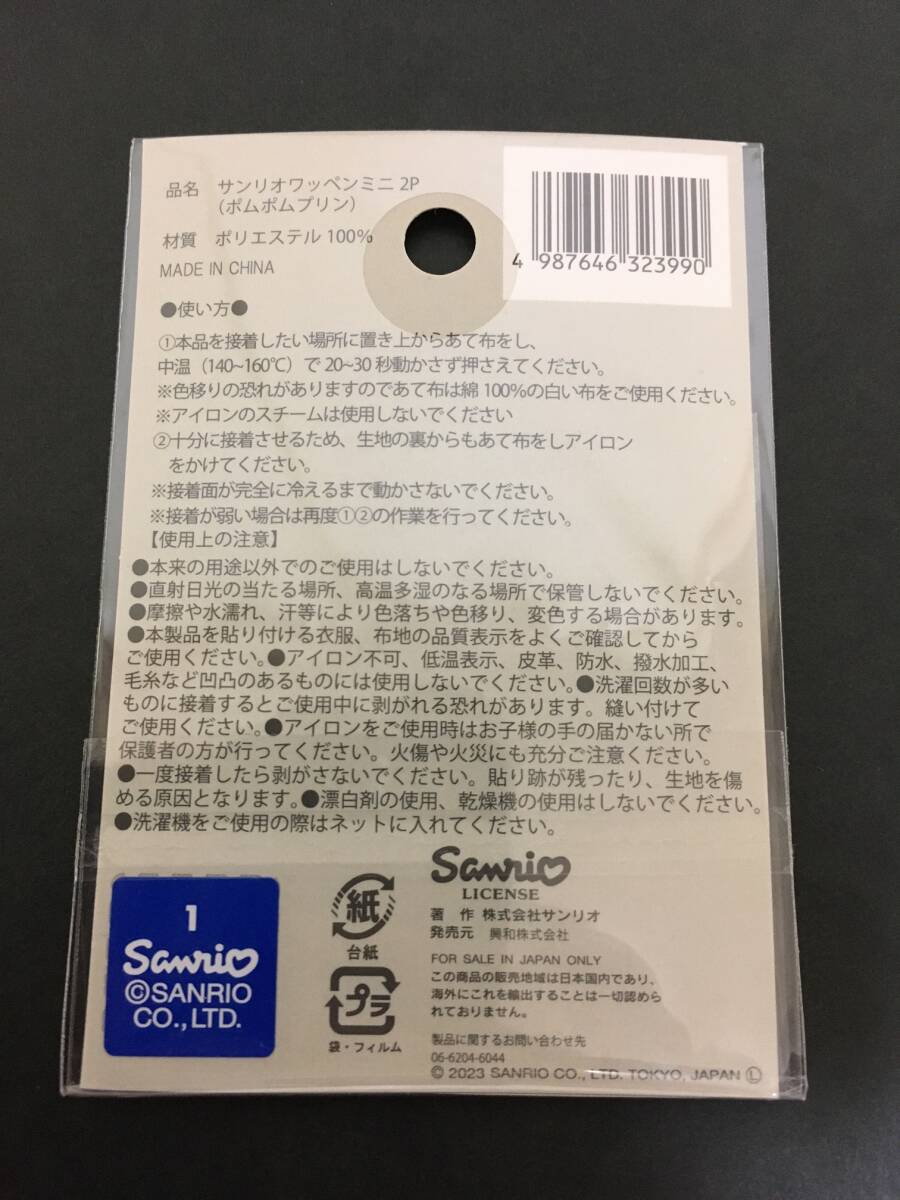 品名 サンリオワッペンミニ 2P
（ポムポムプリン）
材質 ポリエステル 100%
MADE IN CHINA
4 987646 323990
●使い方●
①本品を接着したい場所に置き上からあて布をし、
中温（140~160℃）で 20~30 秒動かさず押さえてください。
※色移りの恐れがありますのであて布は綿 100%の白い布をご使用ください。
※アイロンのスチームは使用しないでください
②十分に接着させるため、生地の裏からもあて布をしアイロン
をかけてください。
※接着面が完全に冷えるまで動かさないでください。
※接着が弱い場合は再度①②の作業を行ってください。
【使用上の注意】
●本来の用途以外でのご使用はしないでください。
●直射日光の当たる場所、高温多湿のなる場所で保管しないでください。
●摩擦や水濡れ、汗等により色落ちや色移り、変色する場合があります。
●本製品を貼り付ける衣服、布地の品質表示をよくご確認してから
ご使用ください。●アイロン不可、低温表示、皮革、防水、撥水加工、
毛糸など凹凸のあるものには使用しないでください。●洗濯回数が多い
ものに接着するとご使用中に剥がれる恐れがあります。縫い付けて
ご使用ください。●アイロンをご使用時はお子様の手の届かない所で
保護者の方が行ってください。火傷や火災にも充分ご注意ください。
●一度接着したら剥がさないでください。貼り跡が残ったり、生地を傷
める原因となります。●漂白剤の使用、乾燥機の使用はしないでください。
●洗濯機をご使用の際はネットに入れてください。
1
Sanrio
©SANRIO
CO., LTD.
紙
台紙
プラ
袋・フィルム
Sanrio
LICENSE
著 作 株式会社サンリオ
発売元 興和株式会社
FOR SALE IN JAPAN ONLY
この商品の販売地域は日本国内であり、
海外にこれを輸出することは一切認めら
れておりません。
製品に関するお問い合わせ先
06-6204-6044
© 2023 SANRIO CO., LTD. TOKYO, JAPAN Ⓛ